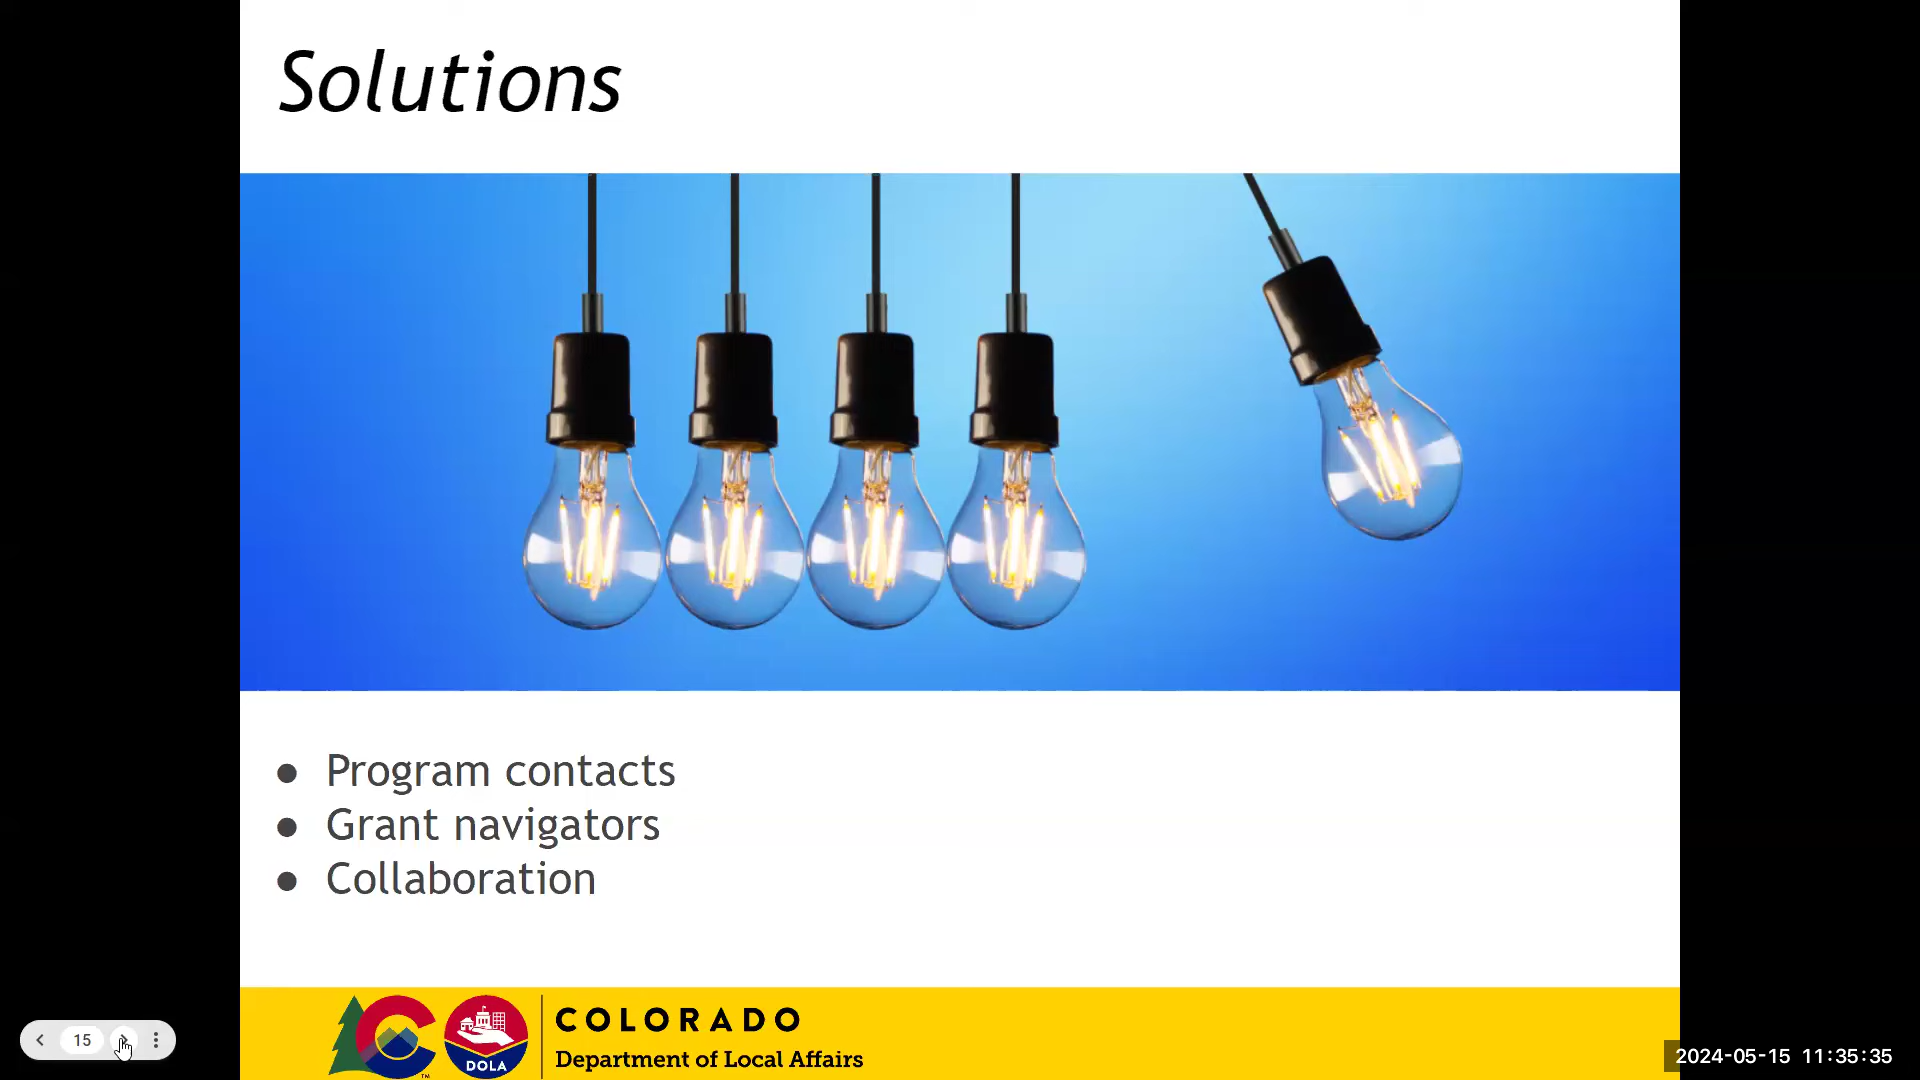 Solutions
● Program contacts
● Grant navigators
● Collaboration
DOLA
TM
COLORADO
Department of Local Affairs
15
2024-05-15 11:35:35